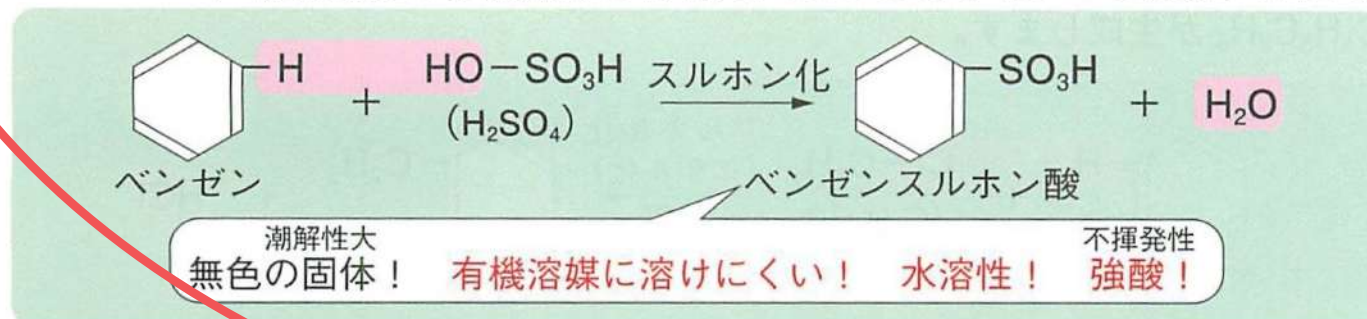 H + HO－SO₃H スルホン化 SO₃H + H₂O
(H₂SO₄)
ベンゼン ベンゼンスルホン酸
潮解性大 不揮発性
無色の固体！ 有機溶媒に溶けにくい！ 水溶性！ 強酸！